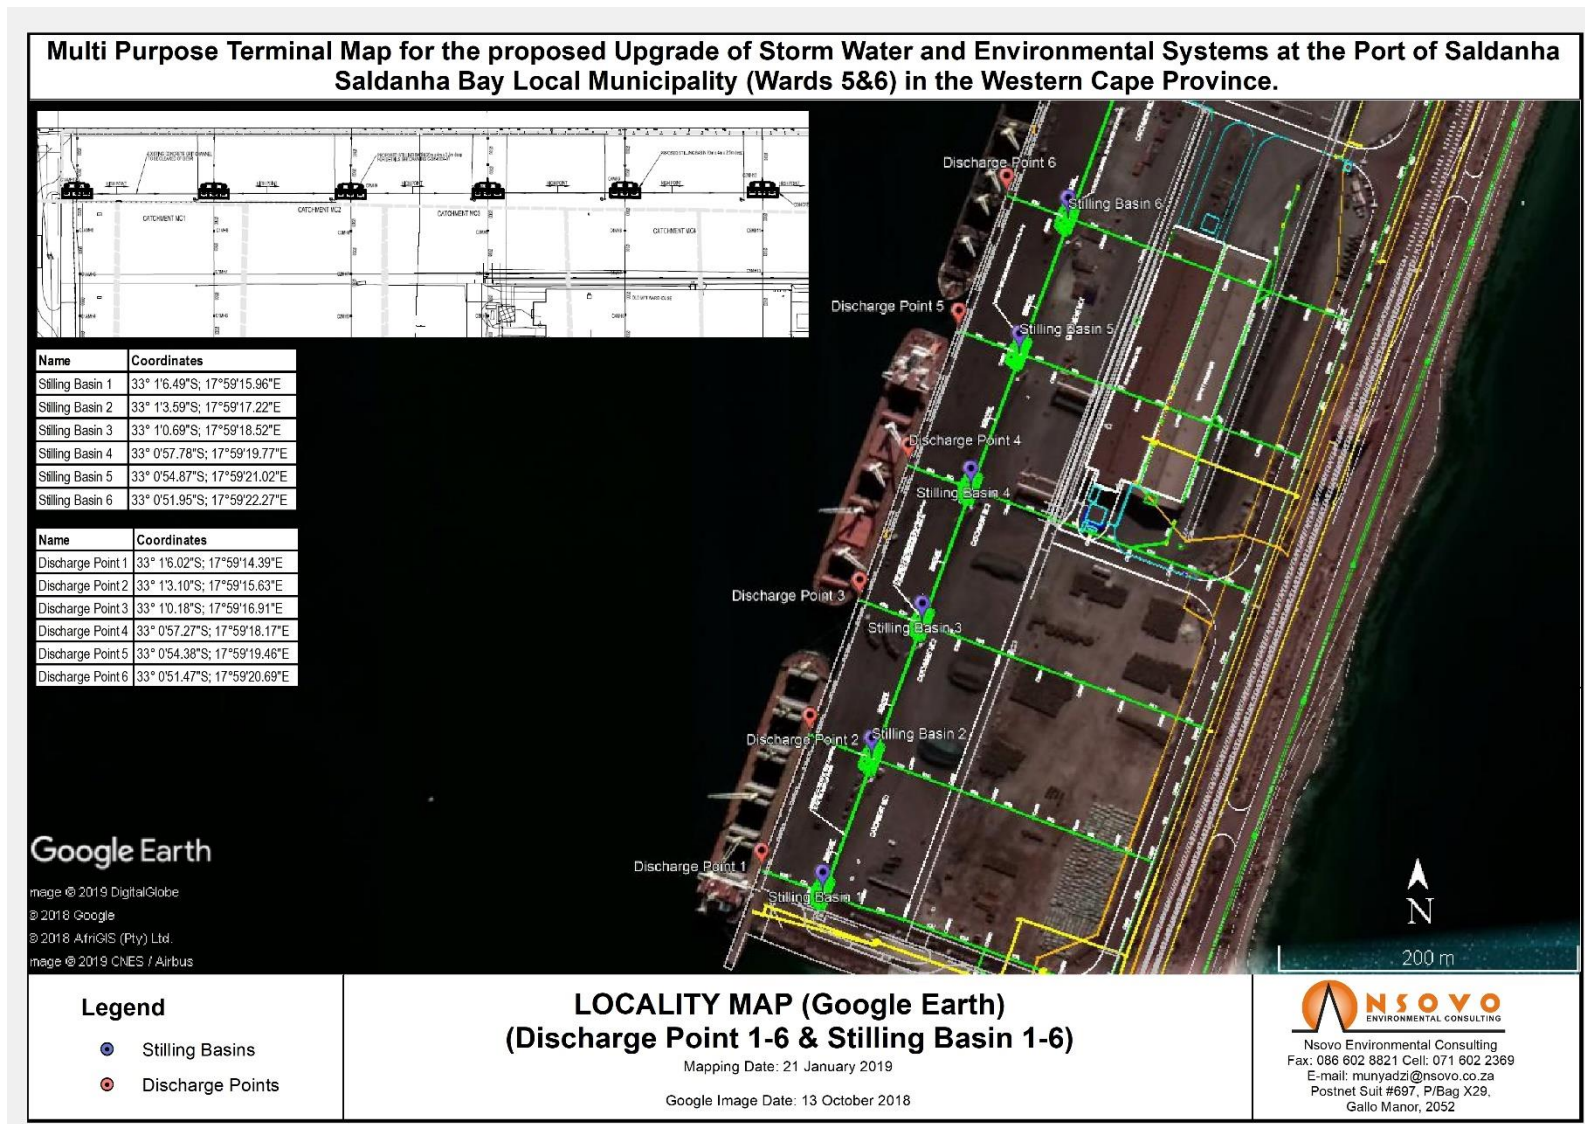 Multi Purpose Terminal Map for the proposed Upgrade of Storm Water and Environmental Systems at the Port of Saldanha
Saldanha Bay Local Municipality (Wards 5&6) in the Western Cape Province.
CATCHMENT MC1
CATCHMENT MC2
CATCHMENT MC3
CATCHMENT MC4
Name Coordinates
Stilling Basin 1 33° 1'6.49"S; 17°59'15.96"E
Stilling Basin 2 33° 1'3.59"S; 17°59'17.22"E
Stilling Basin 3 33° 1'0.69"S; 17°59'18.52"E
Stilling Basin 4 33° 0'57.78"S; 17°59'19.77"E
Stilling Basin 5 33° 0'54.87"S; 17°59'21.02"E
Stilling Basin 6 33° 0'51.95"S; 17°59'22.27"E
Name Coordinates
Discharge Point 1 33° 1'6.02"S; 17°59'14.39"E
Discharge Point 2 33° 1'3.10"S; 17°59'15.63"E
Discharge Point 3 33° 1'0.18"S; 17°59'16.91"E
Discharge Point 4 33° 0'57.27"S; 17°59'18.17"E
Discharge Point 5 33° 0'54.38"S; 17°59'19.46"E
Discharge Point 6 33° 0'51.47"S; 17°59'20.69"E
Discharge Point 6
Stilling Basin 6
Discharge Point 5
Stilling Basin 5
Discharge Point 4
Stilling Basin 4
Discharge Point 3
Stilling Basin 3
Discharge Point 2
Stilling Basin 2
Discharge Point 1
Stilling Basin 1
Google Earth
mage © 2019 DigitalGlobe
© 2018 Google
© 2018 AfriGIS (Pty) Ltd.
mage © 2019 CNES / Airbus
N
200 m
Legend
Stilling Basins
Discharge Points
LOCALITY MAP (Google Earth)
(Discharge Point 1-6 & Stilling Basin 1-6)
Mapping Date: 21 January 2019
Google Image Date: 13 October 2018
NSOVO
ENVIRONMENTAL CONSULTING
Nsovo Environmental Consulting
Fax: 086 602 8821 Cell: 071 602 2369
E-mail: munyadzi@nsovo.co.za
Postnet Suit #697, P/Bag X29,
Gallo Manor, 2052